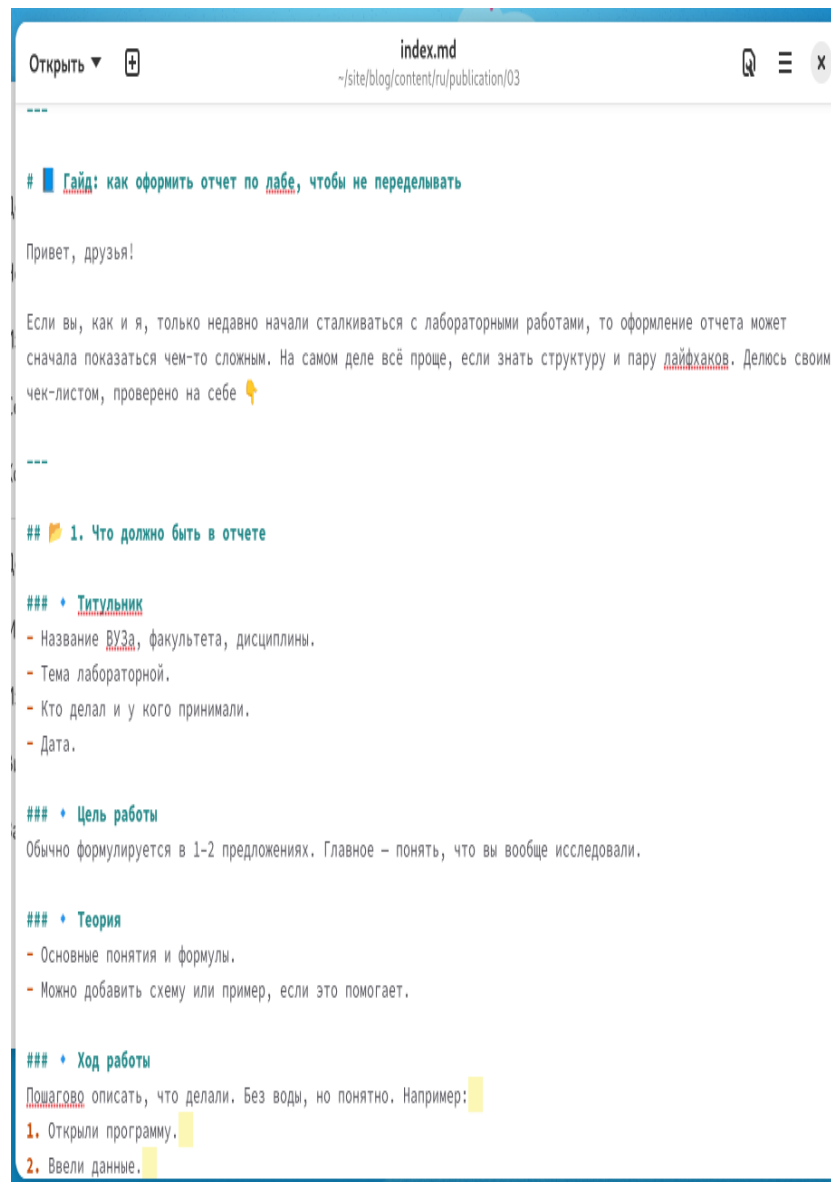 Открыть
index.md
~/site/blog/content/ru/publication/03
---
# 📘 Гайд: как оформить отчет по лабе, чтобы не переделывать
Привет, друзья!
Если вы, как и я, только недавно начали сталкиваться с лабораторными работами, то оформление отчета может
сначала показаться чем-то сложным. На самом деле всё проще, если знать структуру и пару лайфхаков. Делюсь своим
чек-листом, проверено на себе 👇
---
## 📂 1. Что должно быть в отчете
### 🔹 Титульник
- Название ВУЗа, факультета, дисциплины.
- Тема лабораторной.
- Кто делал и у кого принимали.
- Дата.
### 🔹 Цель работы
Обычно формулируется в 1–2 предложениях. Главное — понять, что вы вообще исследовали.
### 🔹 Теория
- Основные понятия и формулы.
- Можно добавить схему или пример, если это помогает.
### 🔹 Ход работы
Пошагово описать, что делали. Без воды, но понятно. Например:
1. Открыли программу.
2. Ввели данные.